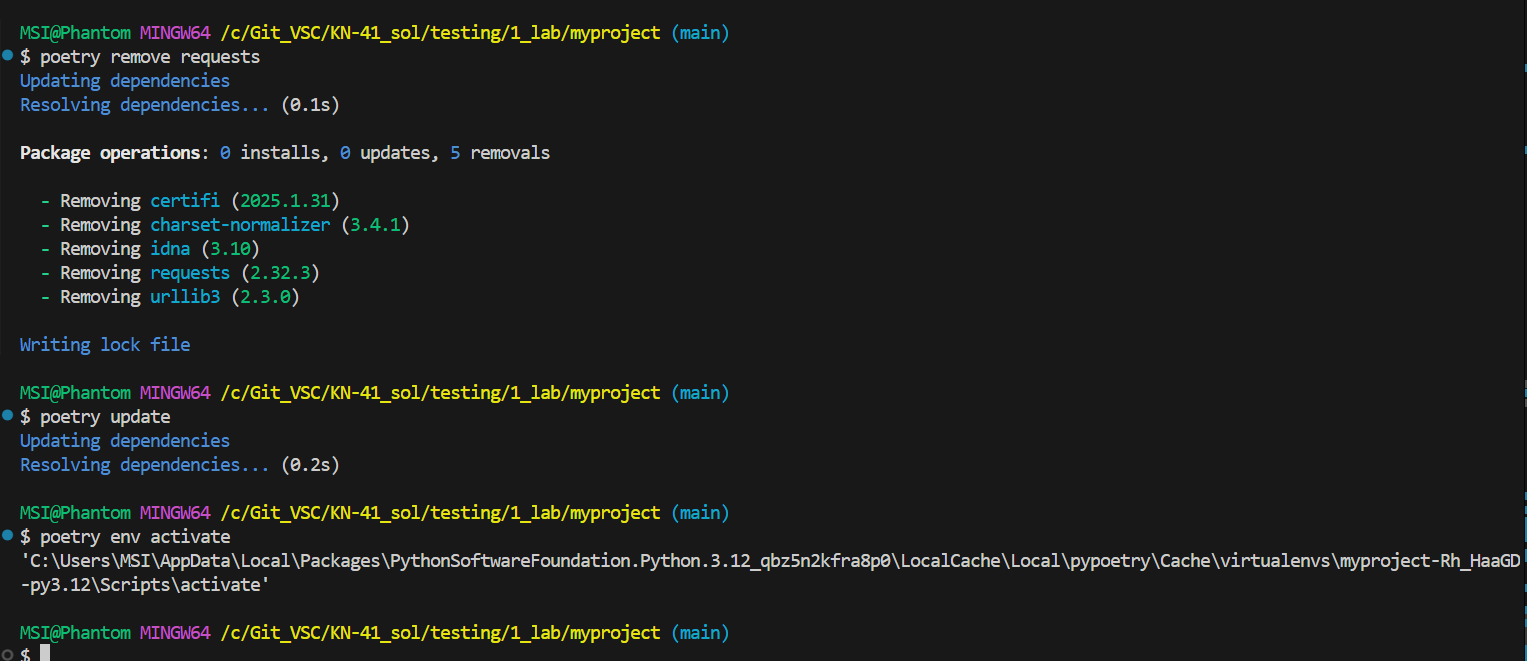 MSI@Phantom MINGW64 /c/Git_VSC/KN-41_sol/testing/1_lab/myproject (main)
$ poetry remove requests
Updating dependencies
Resolving dependencies... (0.1s)
Package operations: 0 installs, 0 updates, 5 removals
- Removing certifi (2025.1.31)
- Removing charset-normalizer (3.4.1)
- Removing idna (3.10)
- Removing requests (2.32.3)
- Removing urllib3 (2.3.0)
Writing lock file
MSI@Phantom MINGW64 /c/Git_VSC/KN-41_sol/testing/1_lab/myproject (main)
$ poetry update
Updating dependencies
Resolving dependencies... (0.2s)
MSI@Phantom MINGW64 /c/Git_VSC/KN-41_sol/testing/1_lab/myproject (main)
$ poetry env activate
'C:\Users\MSI\AppData\Local\Packages\PythonSoftwareFoundation.Python.3.12_qbz5n2kfra8p0\LocalCache\Local\pypoetry\Cache\virtualenvs\myproject-Rh_HaaGD
-py3.12\Scripts\activate'
MSI@Phantom MINGW64 /c/Git_VSC/KN-41_sol/testing/1_lab/myproject (main)
$